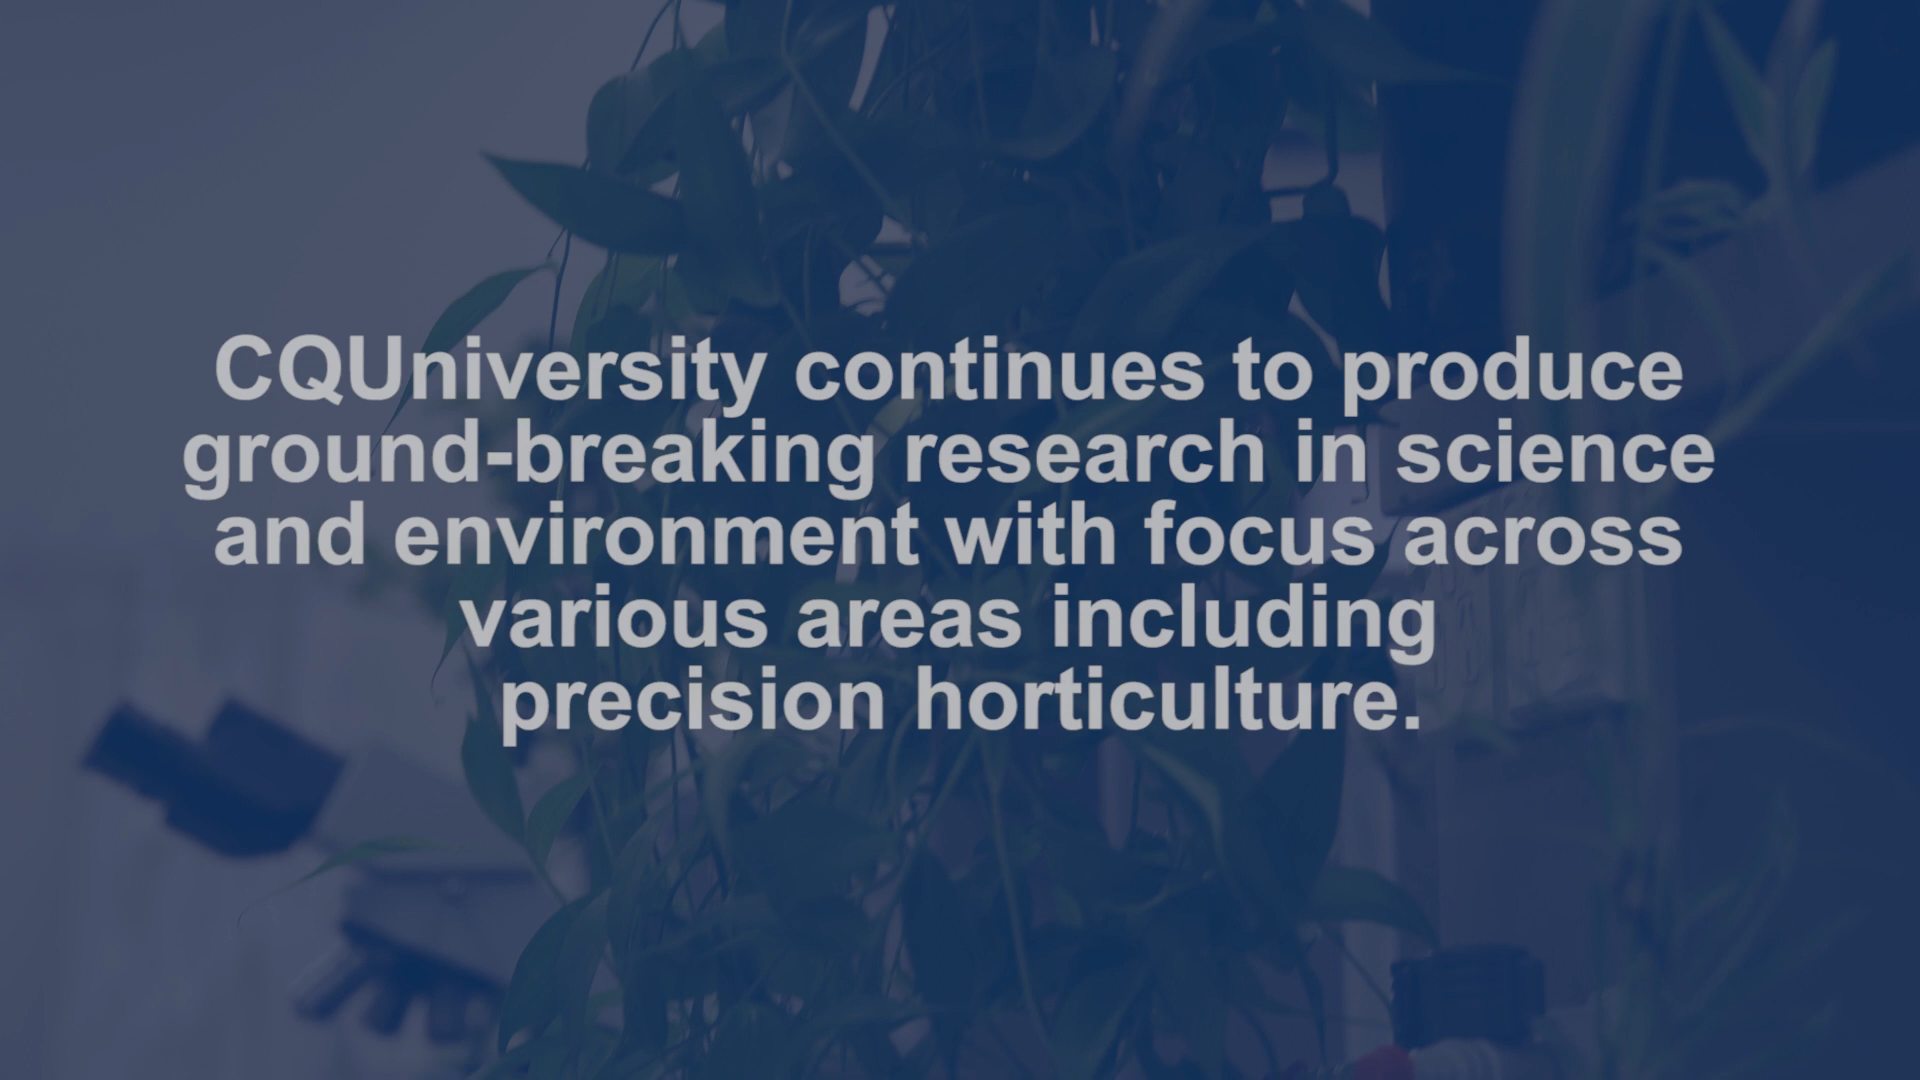 CQUniversity continues to produce
ground-breaking research in science
and environment with focus across
various areas including
precision horticulture.